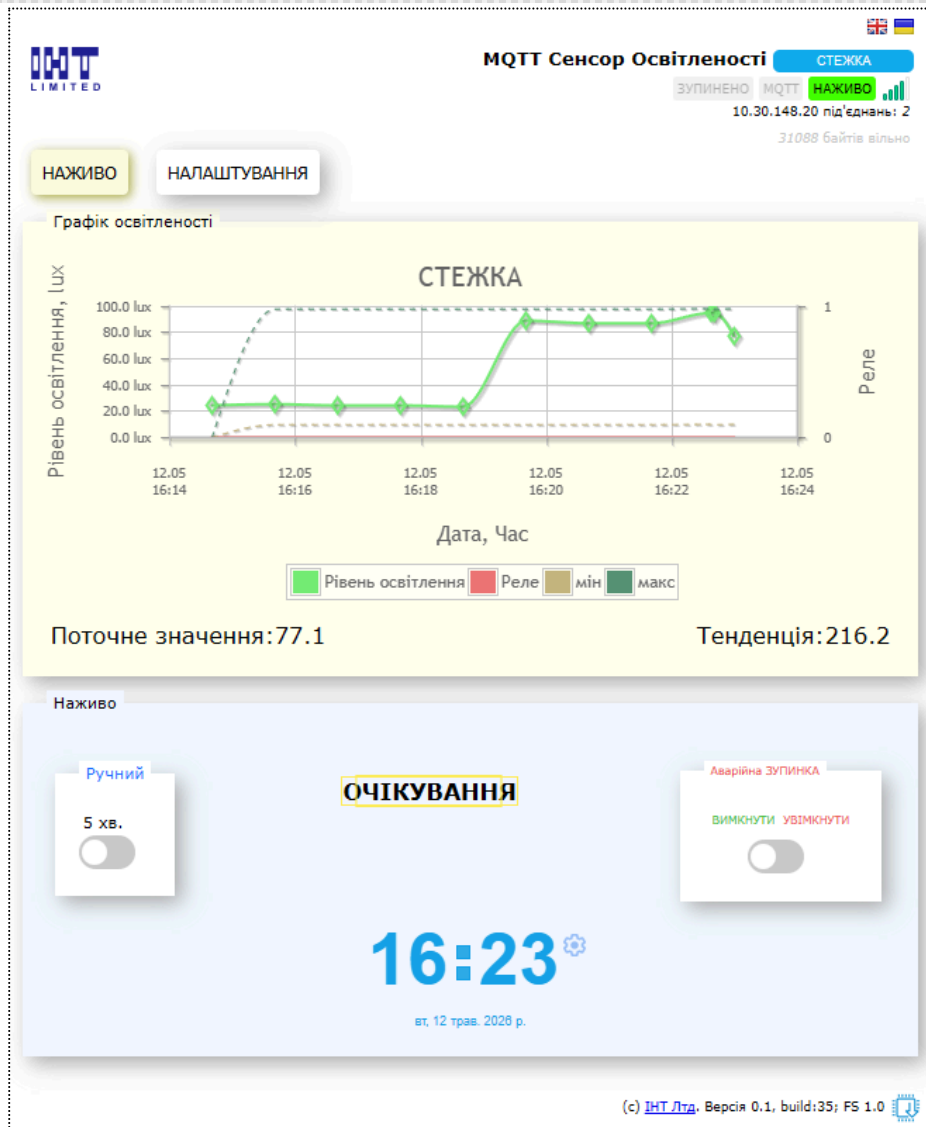 ІНТ
LIMITED
MQTT Сенсор Освітленості СТЕЖКА
ЗУПИНЕНО MQTT НАЖИВО
10.30.148.20 під'єднань: 2
31088 байтів вільно
НАЖИВО НАЛАШТУВАННЯ
Графік освітленості
СТЕЖКА
Рівень освітлення, lux
100.0 lux
80.0 lux
60.0 lux
40.0 lux
20.0 lux
0.0 lux
1
0
Реле
12.05 12.05 12.05 12.05 12.05 12.05
16:14 16:16 16:18 16:20 16:22 16:24
Дата, Час
Рівень освітлення Реле мін макс
Поточне значення:77.1 Тенденція:216.2
Наживо
Ручний
5 хв.
ОЧІКУВАННЯ
Аварійна ЗУПИНКА
ВИМКНУТИ УВІМКНУТИ
16:23
вт, 12 трав. 2026 р.
(c) ІНТ Лтд. Версія 0.1, build:35; FS 1.0